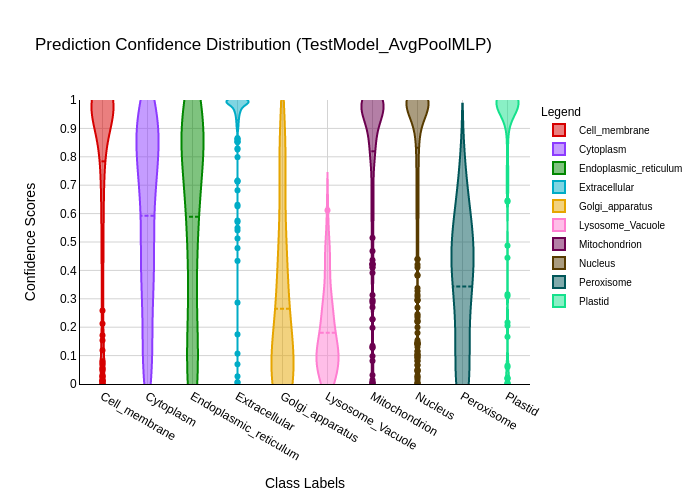 Prediction Confidence Distribution (TestModel_AvgPoolMLP)
Legend
Cell_membrane
Cytoplasm
Endoplasmic_reticulum
Extracellular
Golgi_apparatus
Lysosome_Vacuole
Mitochondrion
Nucleus
Peroxisome
Plastid
Confidence Scores
1
0.9
0.8
0.7
0.6
0.5
0.4
0.3
0.2
0.1
0
Cell_membrane
Cytoplasm
Endoplasmic_reticulum
Extracellular
Golgi_apparatus
Lysosome_Vacuole
Mitochondrion
Nucleus
Peroxisome
Plastid
Class Labels